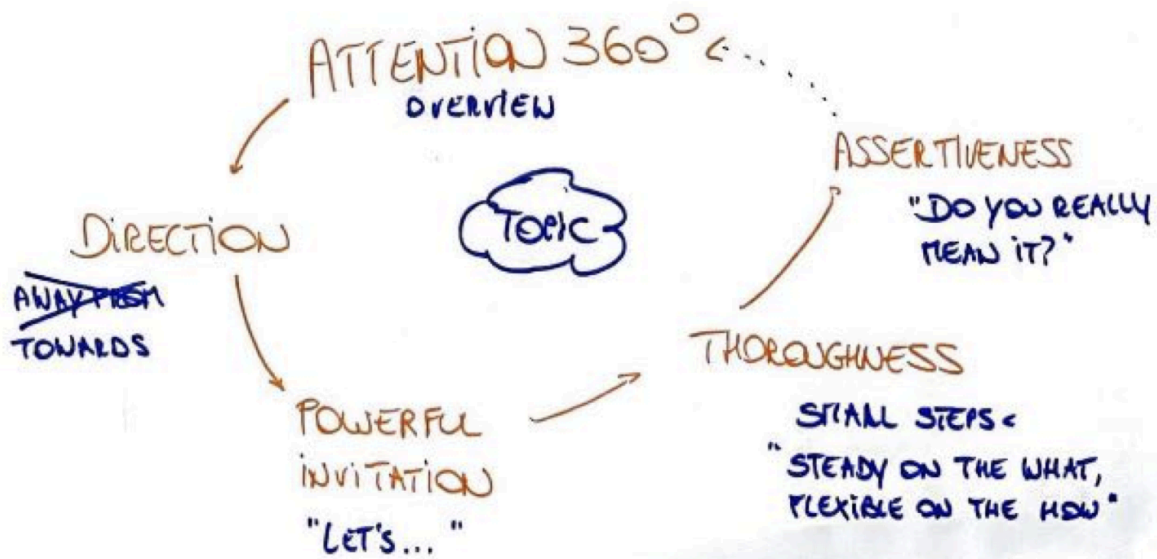 ATTENTION 360°
OVERVIEW
DIRECTION
AWAY FROM
TOWARDS
TOPIC
POWERFUL
INVITATION
"LET'S..."
THOROUGHNESS
SMALL STEPS
"STEADY ON THE WHAT,
FLEXIBLE ON THE HOW"
ASSERTIVENESS
"DO YOU REALLY
MEAN IT?"